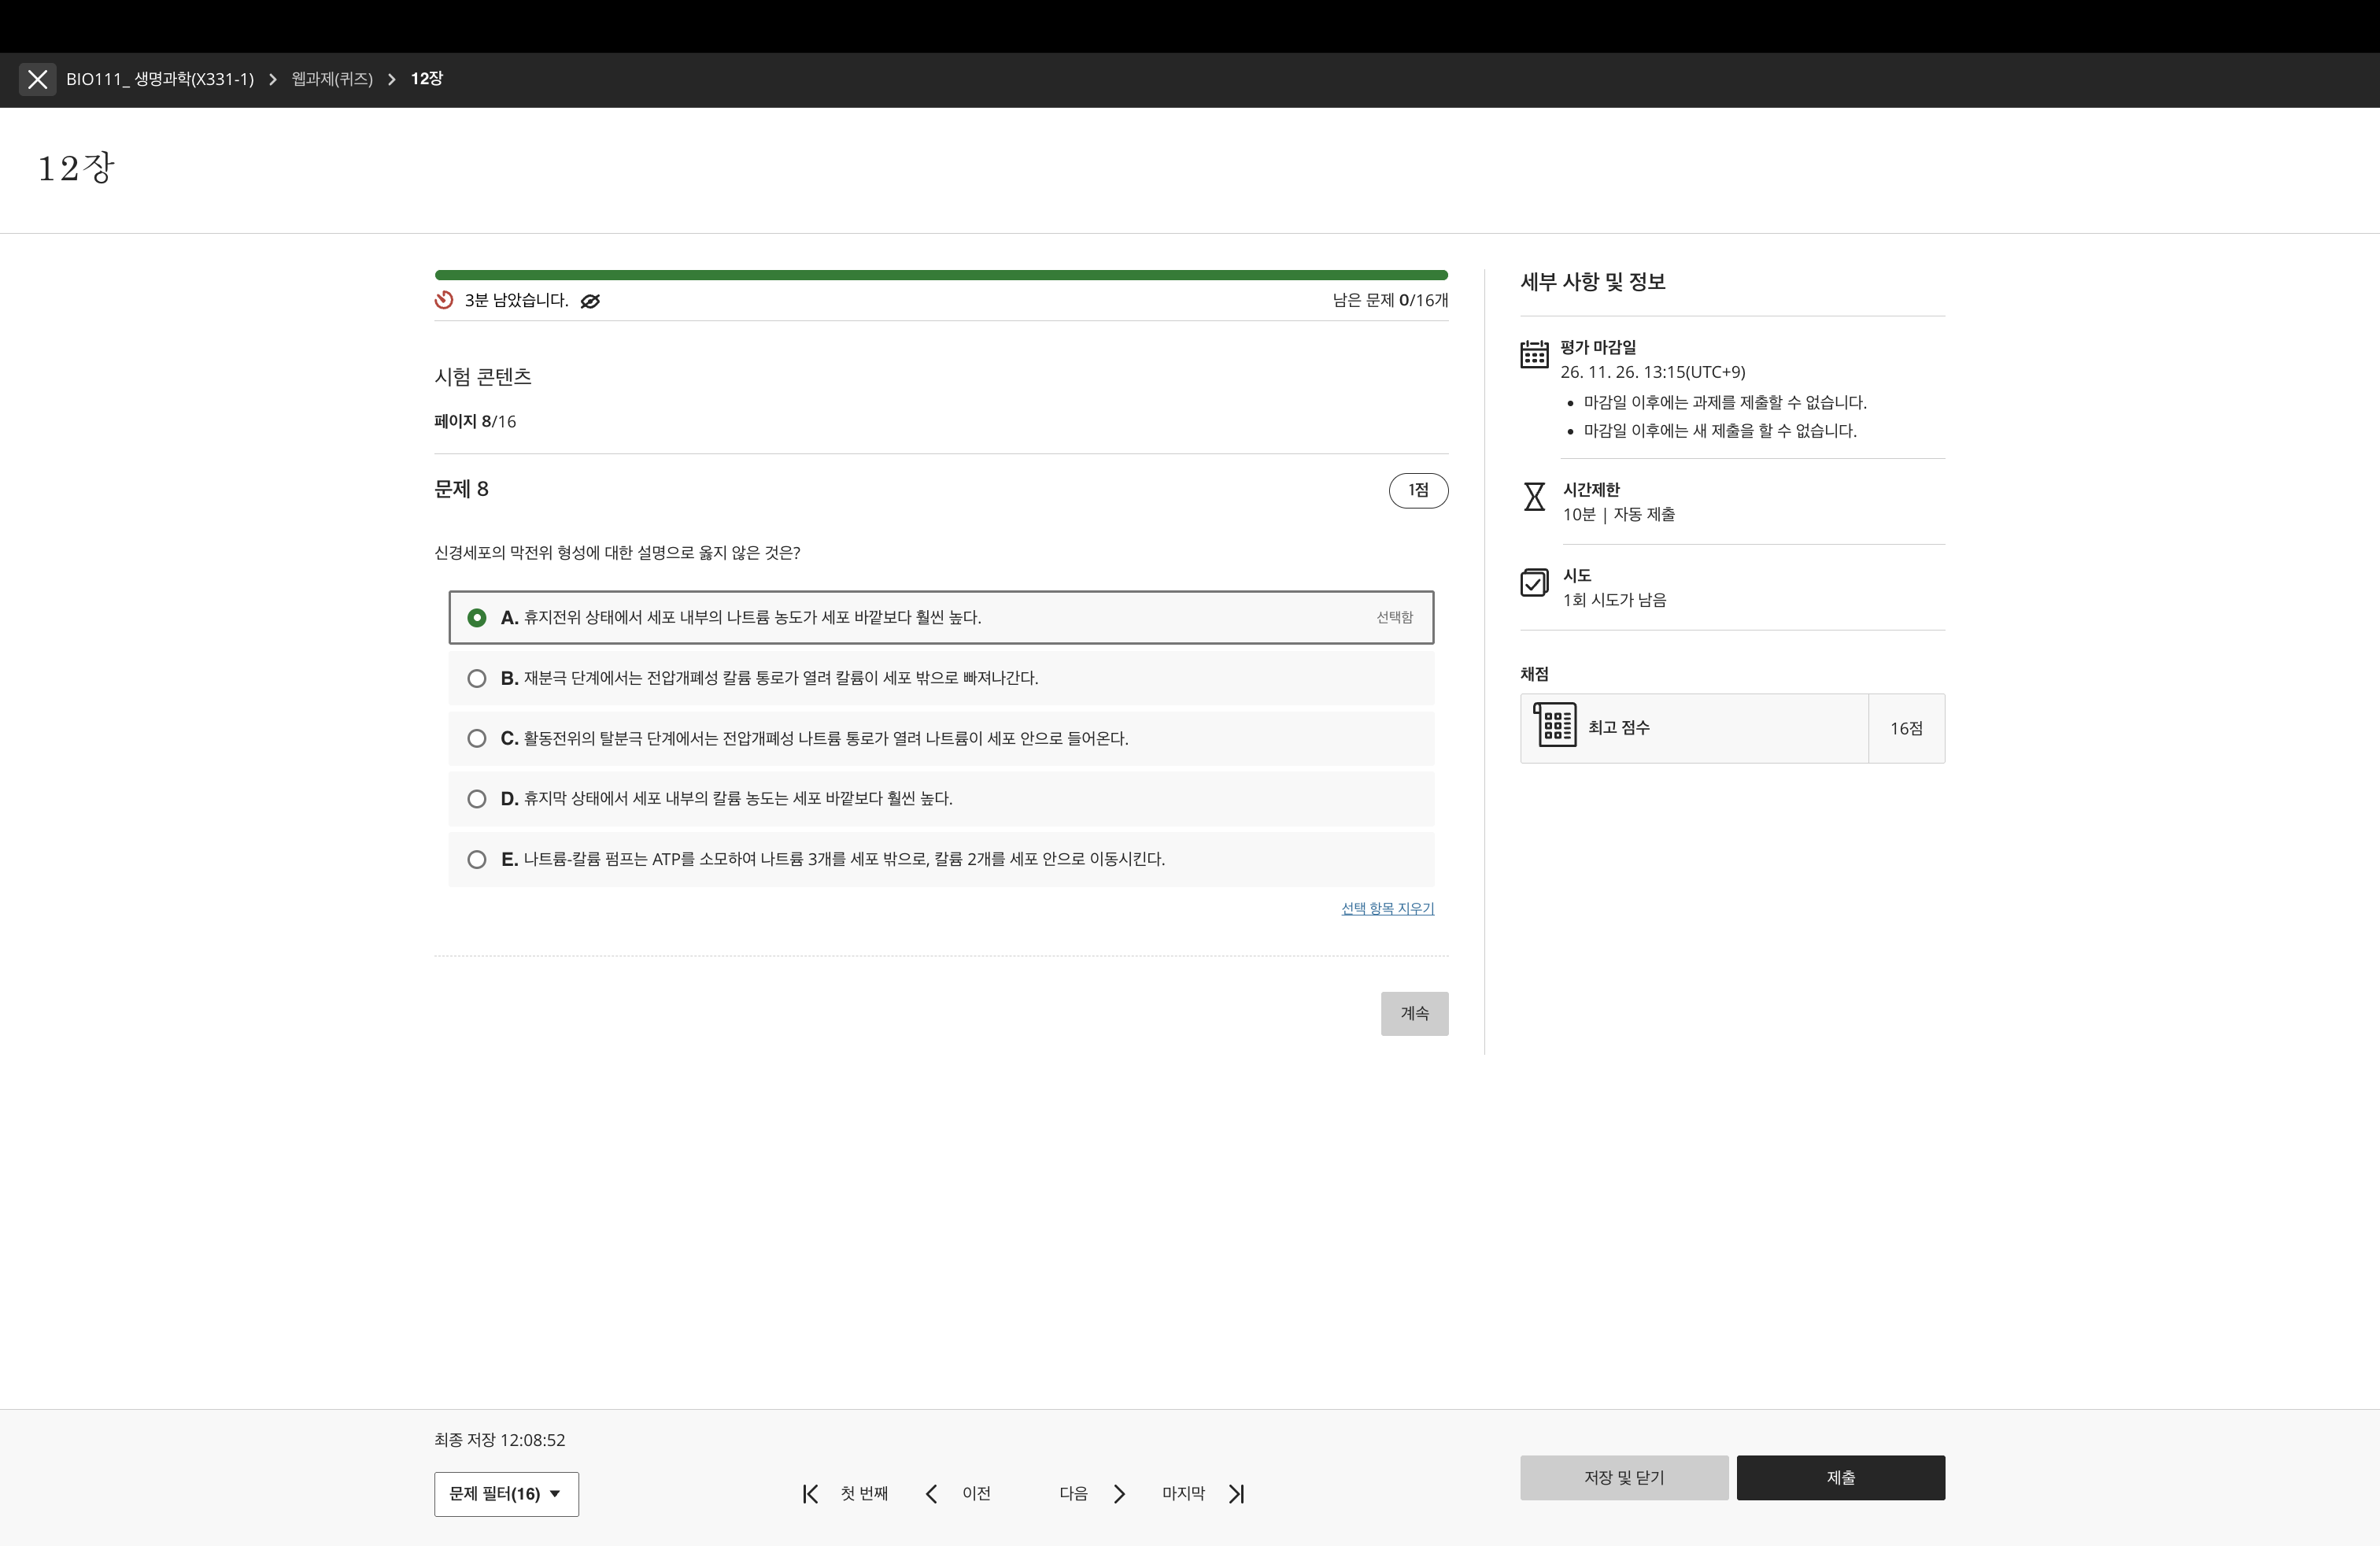 BIO111_ 생명과학(X331-1) > 웹과제(퀴즈) > 12장
12장
3분 남았습니다.
남은 문제 0/16개
시험 콘텐츠
페이지 8/16
문제 8
1점
신경세포의 막전위 형성에 대한 설명으로 옳지 않은 것은?
A. 휴지전위 상태에서 세포 내부의 나트륨 농도가 세포 바깥보다 훨씬 높다.
선택함
B. 재분극 단계에서는 전압개폐성 칼륨 통로가 열려 칼륨이 세포 밖으로 빠져나간다.
C. 활동전위의 탈분극 단계에서는 전압개폐성 나트륨 통로가 열려 나트륨이 세포 안으로 들어온다.
D. 휴지막 상태에서 세포 내부의 칼륨 농도는 세포 바깥보다 훨씬 높다.
E. 나트륨-칼륨 펌프는 ATP를 소모하여 나트륨 3개를 세포 밖으로, 칼륨 2개를 세포 안으로 이동시킨다.
선택 항목 지우기
계속
세부 사항 및 정보
평가 마감일
26. 11. 26. 13:15(UTC+9)
• 마감일 이후에는 과제를 제출할 수 없습니다.
• 마감일 이후에는 새 제출을 할 수 없습니다.
시간제한
10분 | 자동 제출
시도
1회 시도가 남음
채점
최고 점수
16점
최종 저장 12:08:52
문제 필터(16)
첫 번째
이전
다음
마지막
저장 및 닫기
제출